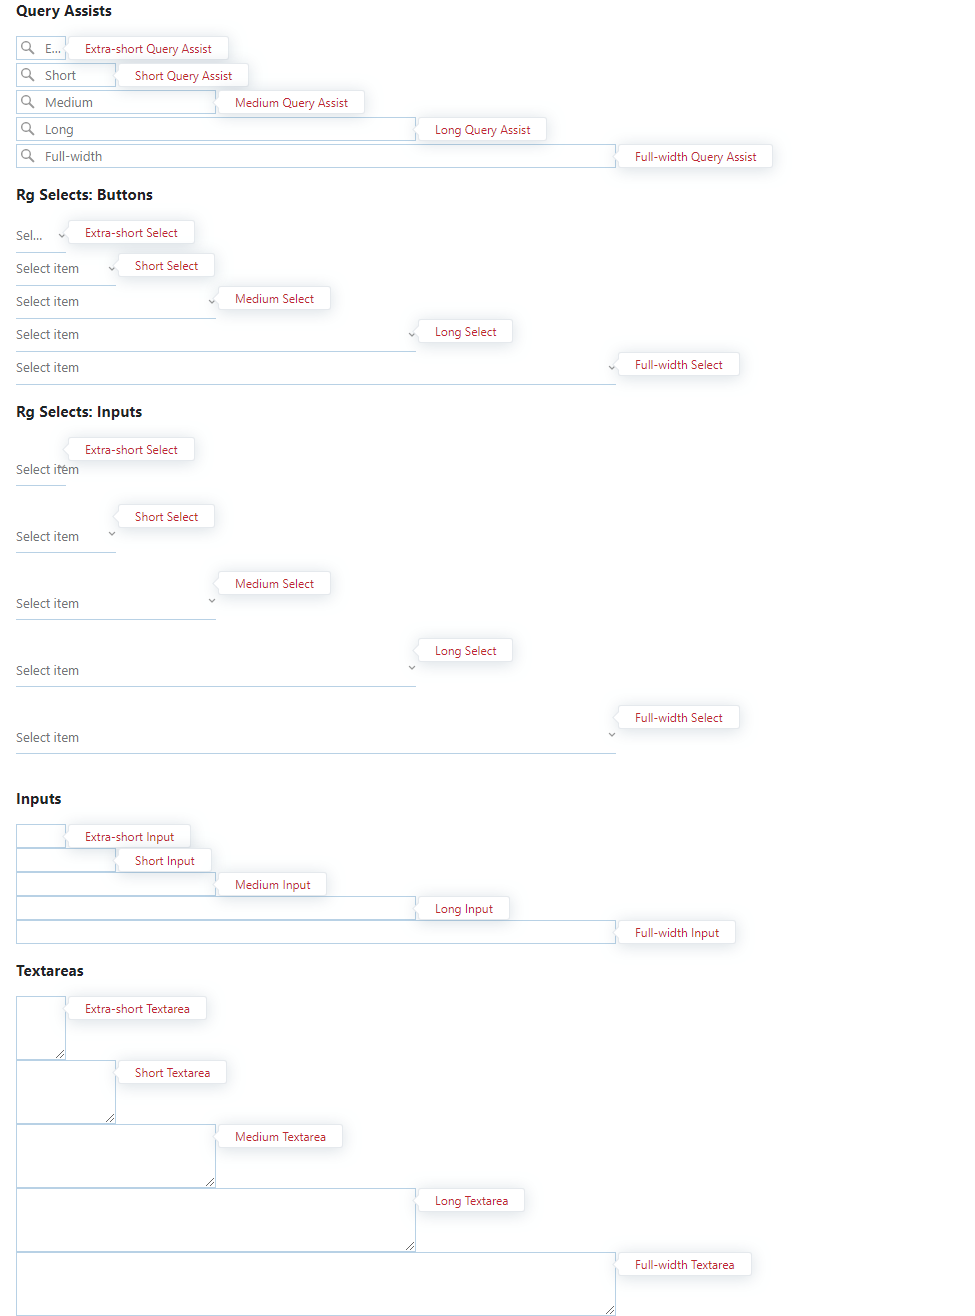 Query Assists
E... Extra-short Query Assist
Short Short Query Assist
Medium Medium Query Assist
Long Long Query Assist
Full-width Full-width Query Assist
Rg Selects: Buttons
Sel... Extra-short Select
Select item Short Select
Select item Medium Select
Select item Long Select
Select item Full-width Select
Rg Selects: Inputs
Extra-short Select
Select item
Short Select
Select item
Medium Select
Select item
Long Select
Select item
Full-width Select
Select item
Inputs
Extra-short Input
Short Input
Medium Input
Long Input
Full-width Input
Textareas
Extra-short Textarea
Short Textarea
Medium Textarea
Long Textarea
Full-width Textarea